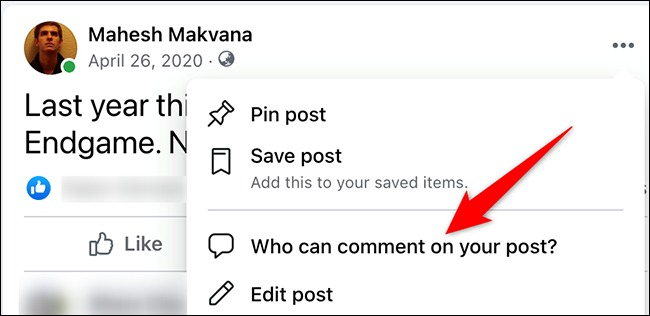 Mahesh Makvana
April 26, 2020 ·
Last year thi
Endgame. N
Pin post
Save post
Add this to your saved items.
Who can comment on your post?
Like
Edit post